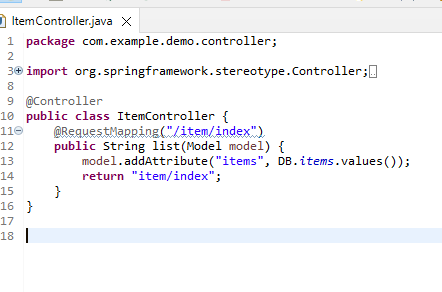 ItemController.java
1 package com.example.demo.controller;
2
3 import org.springframework.stereotype.Controller;
8
9 @Controller
10 public class ItemController {
11 @RequestMapping("/item/index")
12 public String list(Model model) {
13 model.addAttribute("items", DB.items.values());
14 return "item/index";
15 }
16 }
17
18